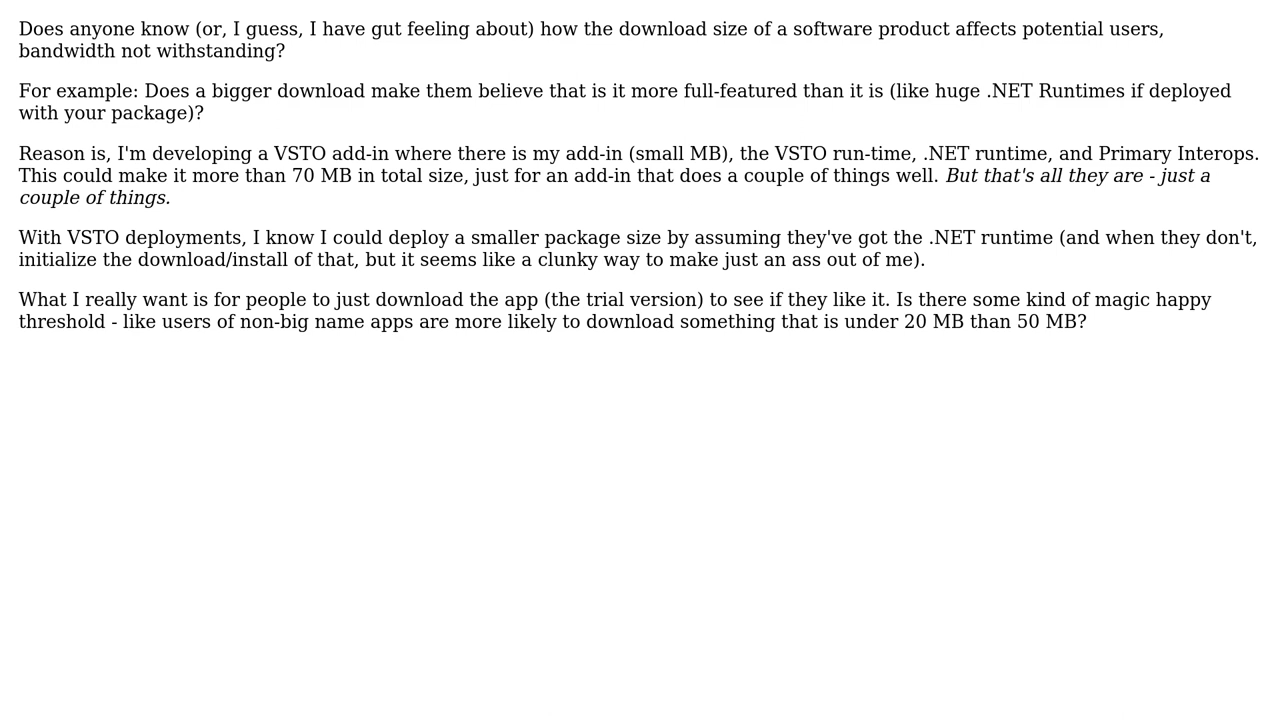 Does anyone know (or, I guess, I have gut feeling about) how the download size of a software product affects potential users,
bandwidth not withstanding?
For example: Does a bigger download make them believe that is it more full-featured than it is (like huge .NET Runtimes if deployed
with your package)?
Reason is, I'm developing a VSTO add-in where there is my add-in (small MB), the VSTO run-time, .NET runtime, and Primary Interops.
This could make it more than 70 MB in total size, just for an add-in that does a couple of things well. But that's all they are - just a
couple of things.
With VSTO deployments, I know I could deploy a smaller package size by assuming they've got the .NET runtime (and when they don't,
initialize the download/install of that, but it seems like a clunky way to make just an ass out of me).
What I really want is for people to just download the app (the trial version) to see if they like it. Is there some kind of magic happy
threshold - like users of non-big name apps are more likely to download something that is under 20 MB than 50 MB?